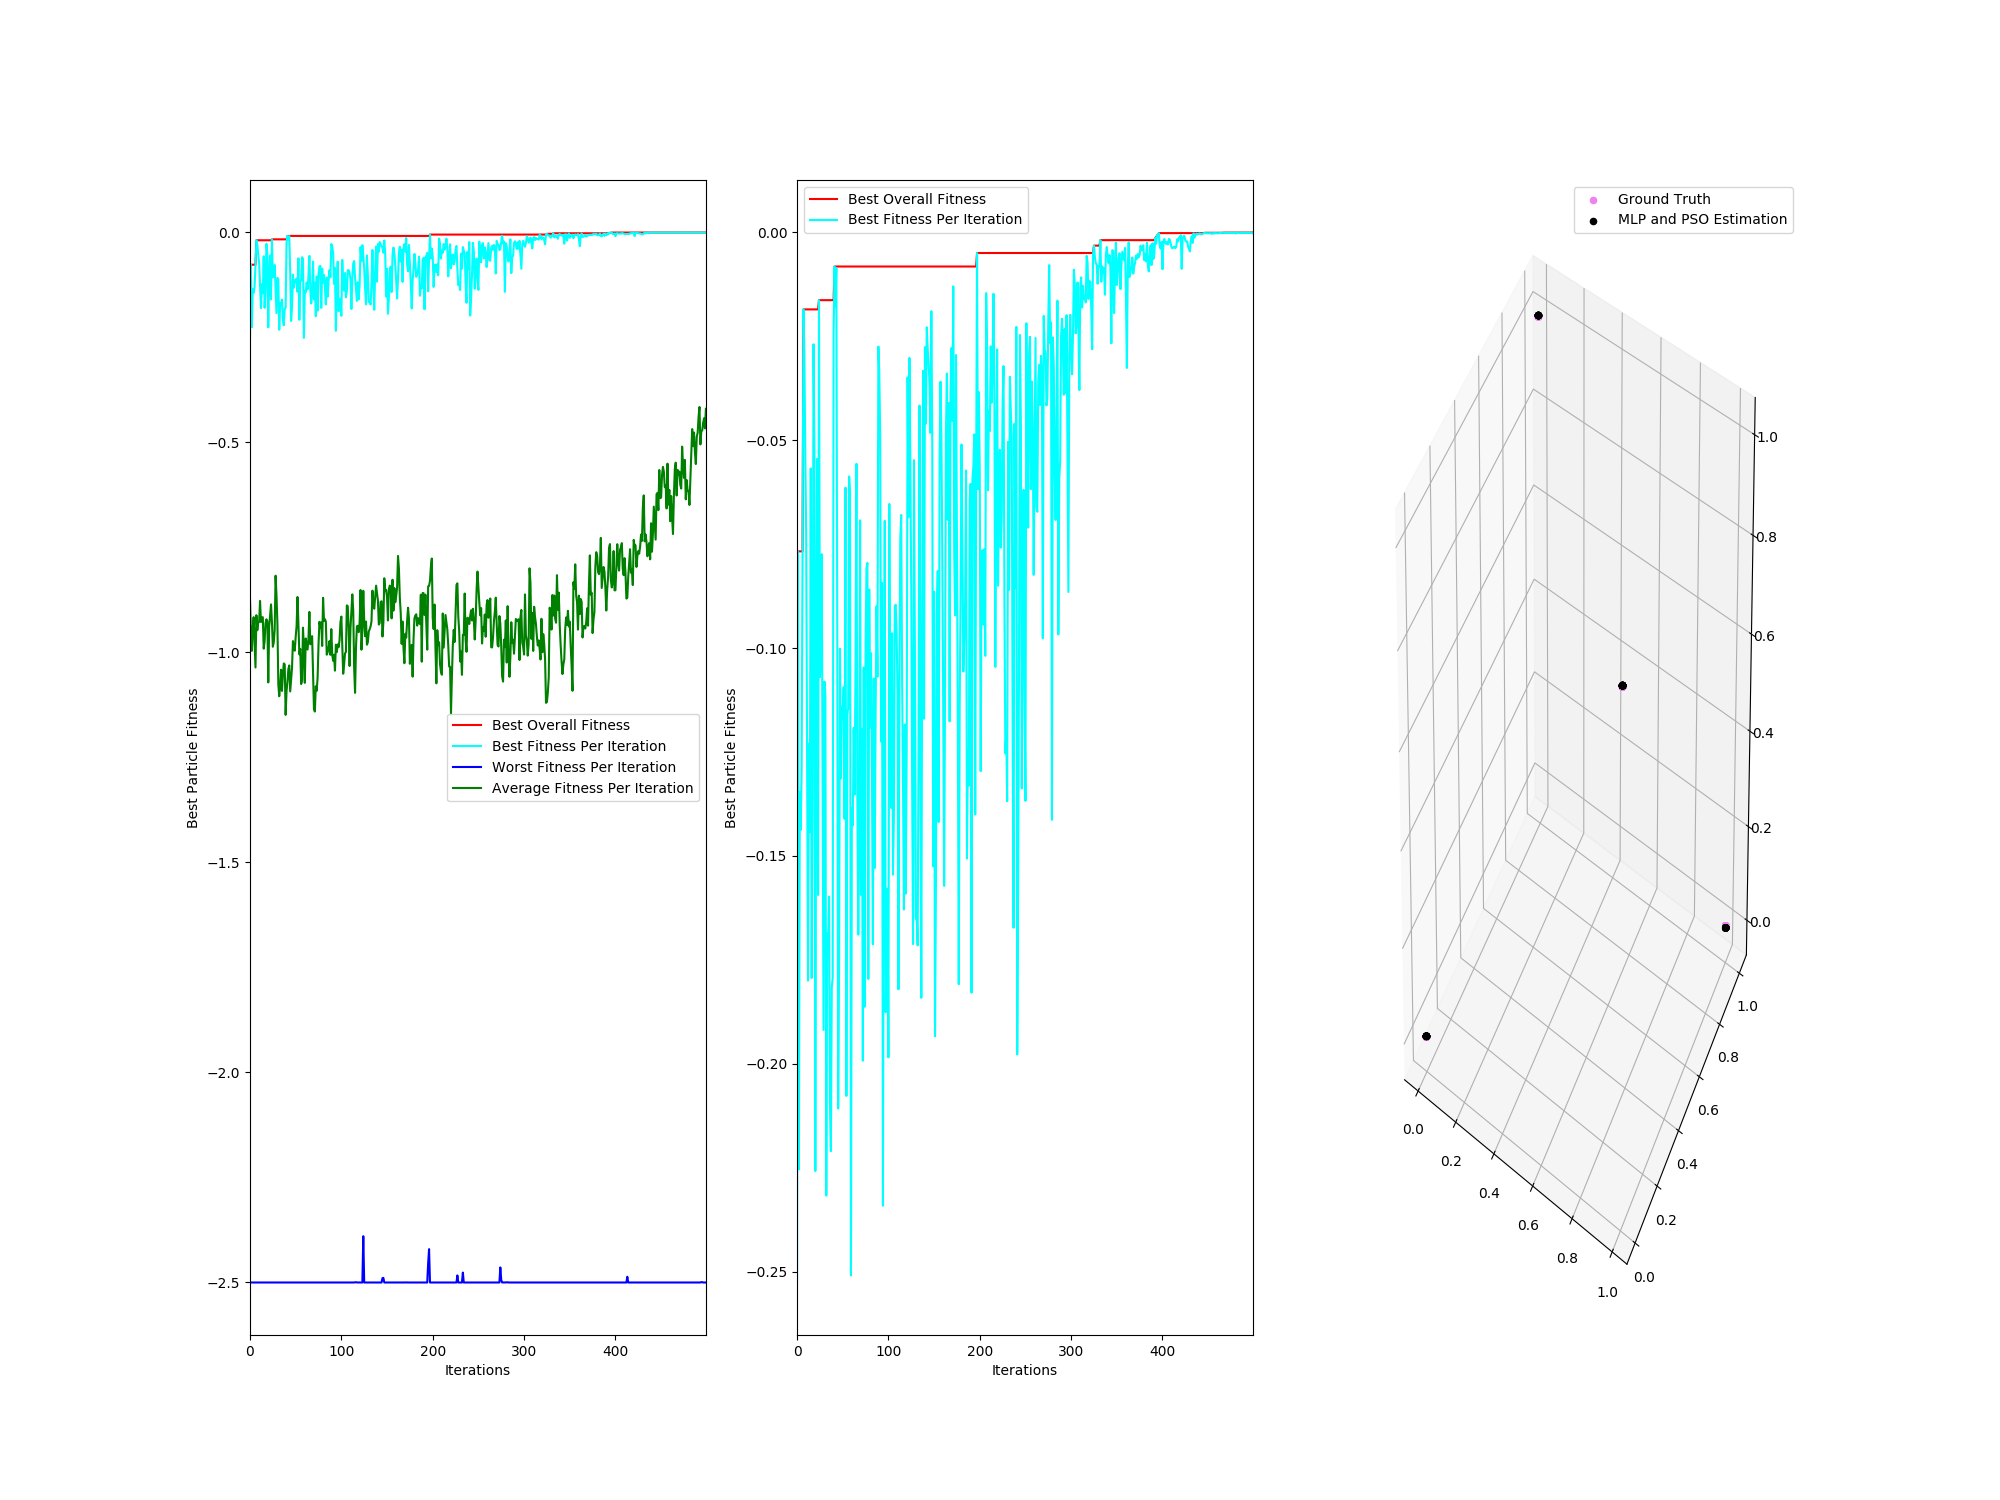 0.0
−0.5
−1.0
−1.5
−2.0
−2.5
Best Particle Fitness
0 100 200 300 400
Iterations
Best Overall Fitness
Best Fitness Per Iteration
Worst Fitness Per Iteration
Average Fitness Per Iteration
Best Overall Fitness
Best Fitness Per Iteration
0.00
−0.05
−0.10
−0.15
−0.20
−0.25
Best Particle Fitness
0 100 200 300 400
Iterations
Ground Truth
MLP and PSO Estimation
1.0
0.8
0.6
0.4
0.2
0.0
1.0
0.8
0.6
0.4
0.2
0.0
0.0
0.2
0.4
0.6
0.8
1.0